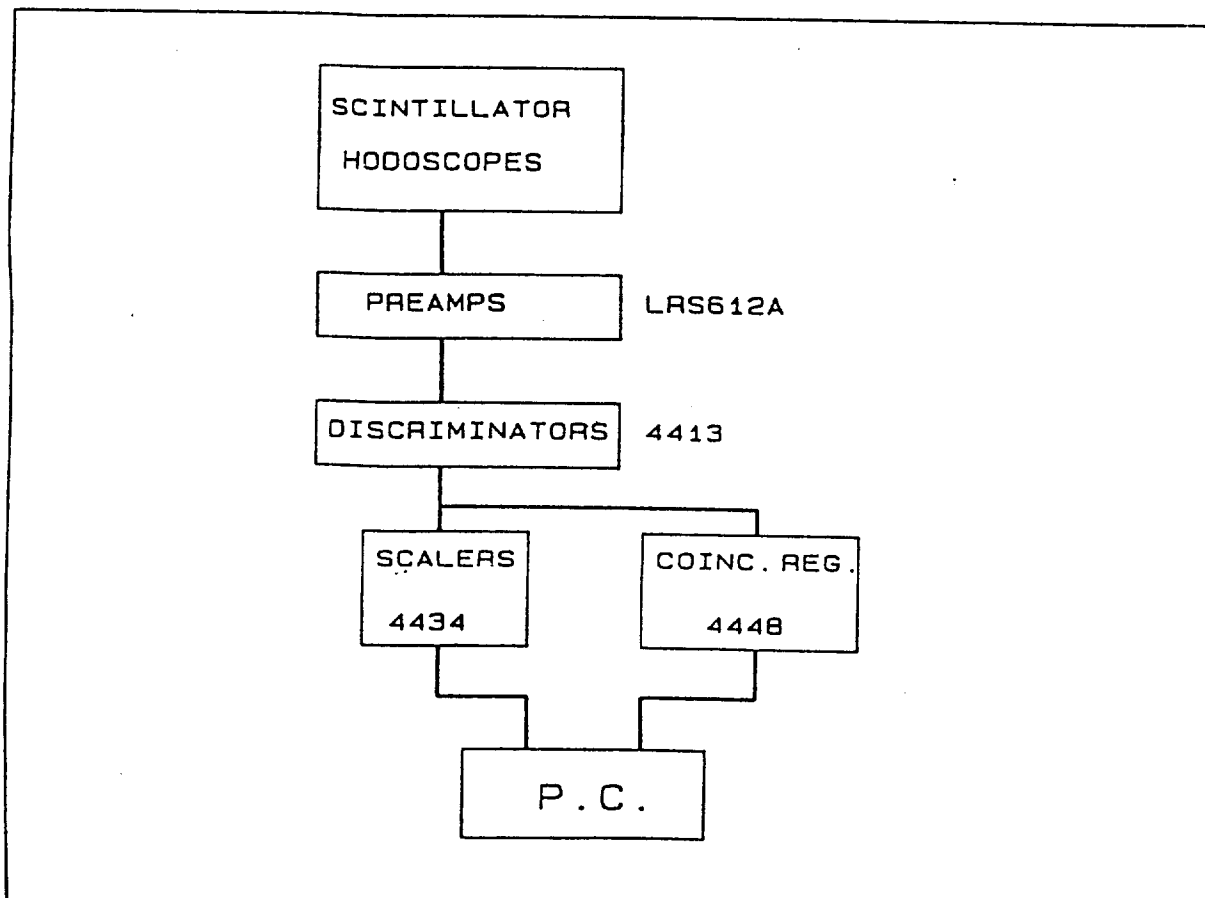 SCINTILLATOR
HODOSCOPES
PREAMPS
LRS612A
DISCRIMINATORS
4413
SCALERS
4434
COINC. REG.
4448
P.C.